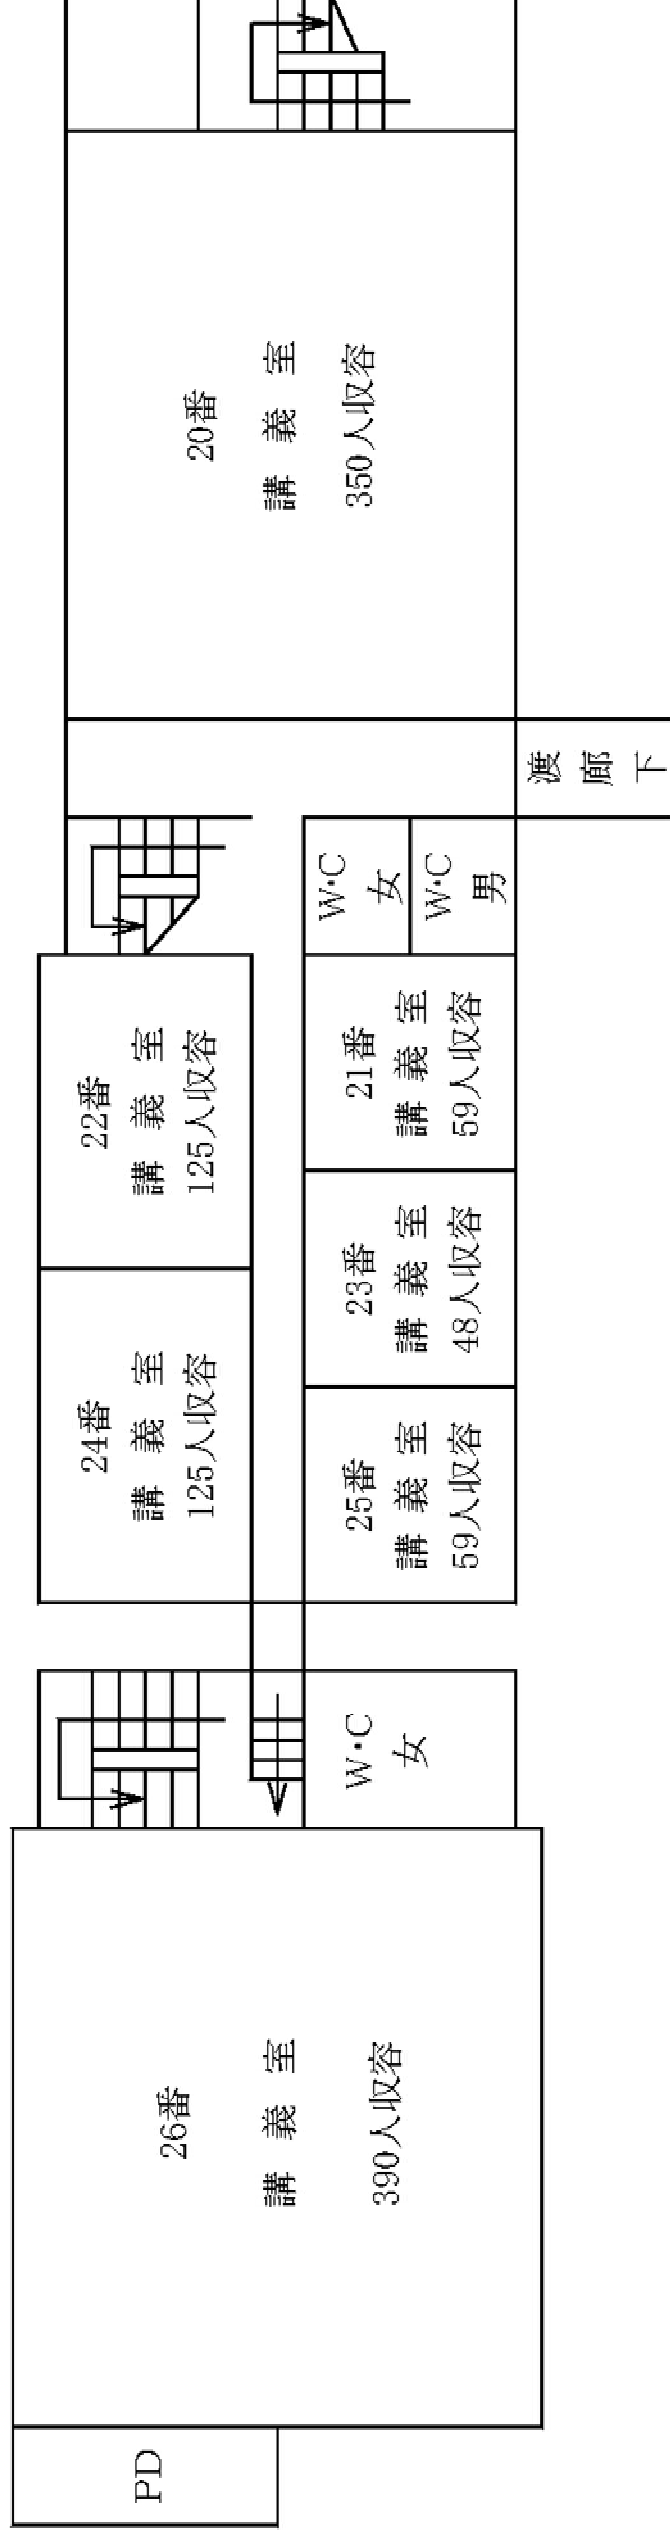 20番
講 義 室
350人収容
渡 廊 下
W・C
女
W・C
男
22番
講 義 室
125人収容
21番
講 義 室
59人収容
23番
講 義 室
48人収容
24番
講 義 室
125人収容
25番
講 義 室
59人収容
W・C
女
26番
講 義 室
390人収容
PD